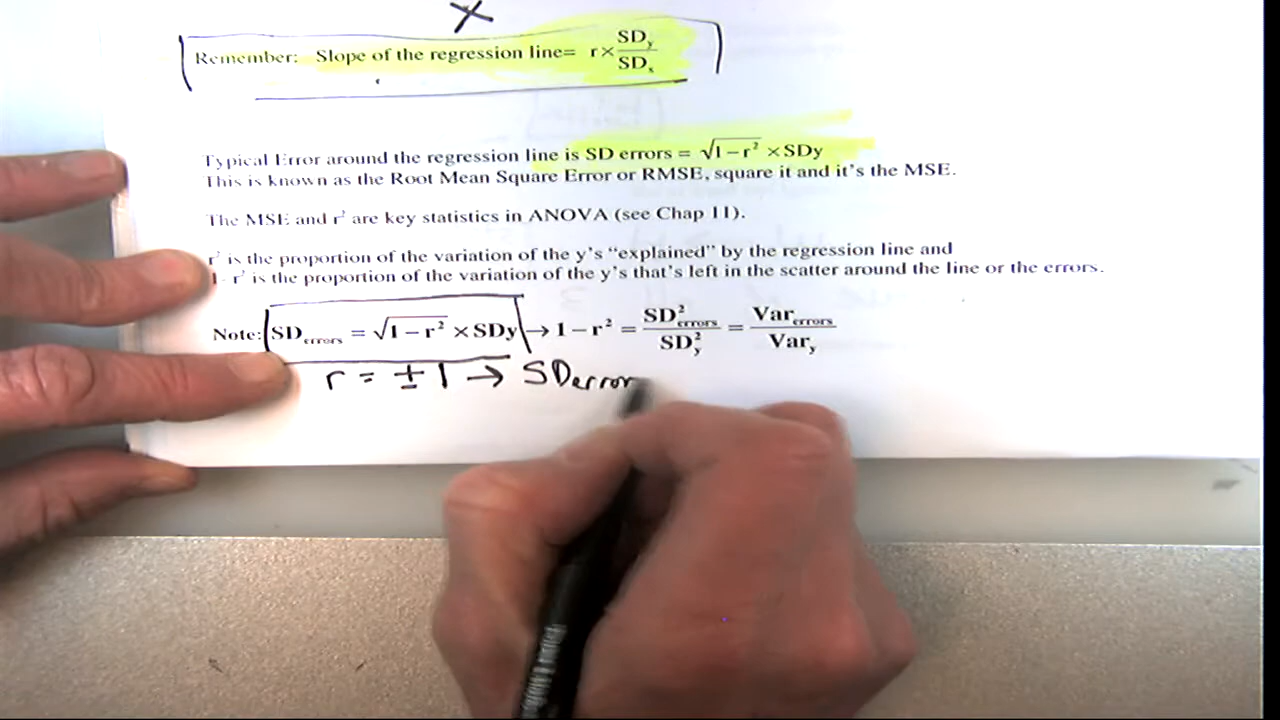 Remember: Slope of the regression line= r × SDy / SDx
Typical Error around the regression line is SD errors = √1−r² ×SDy
This is known as the Root Mean Square Error or RMSE, square it and it's the MSE.
The MSE and r² are key statistics in ANOVA (see Chap 11).
r² is the proportion of the variation of the y's “explained” by the regression line and
1- r² is the proportion of the variation of the y's that's left in the scatter around the line or the errors.
Note: SDerrors = √1−r² ×SDy → 1−r² = SD²errors / SD²y = Varerrors / Vary
r = ±1 → SDerror